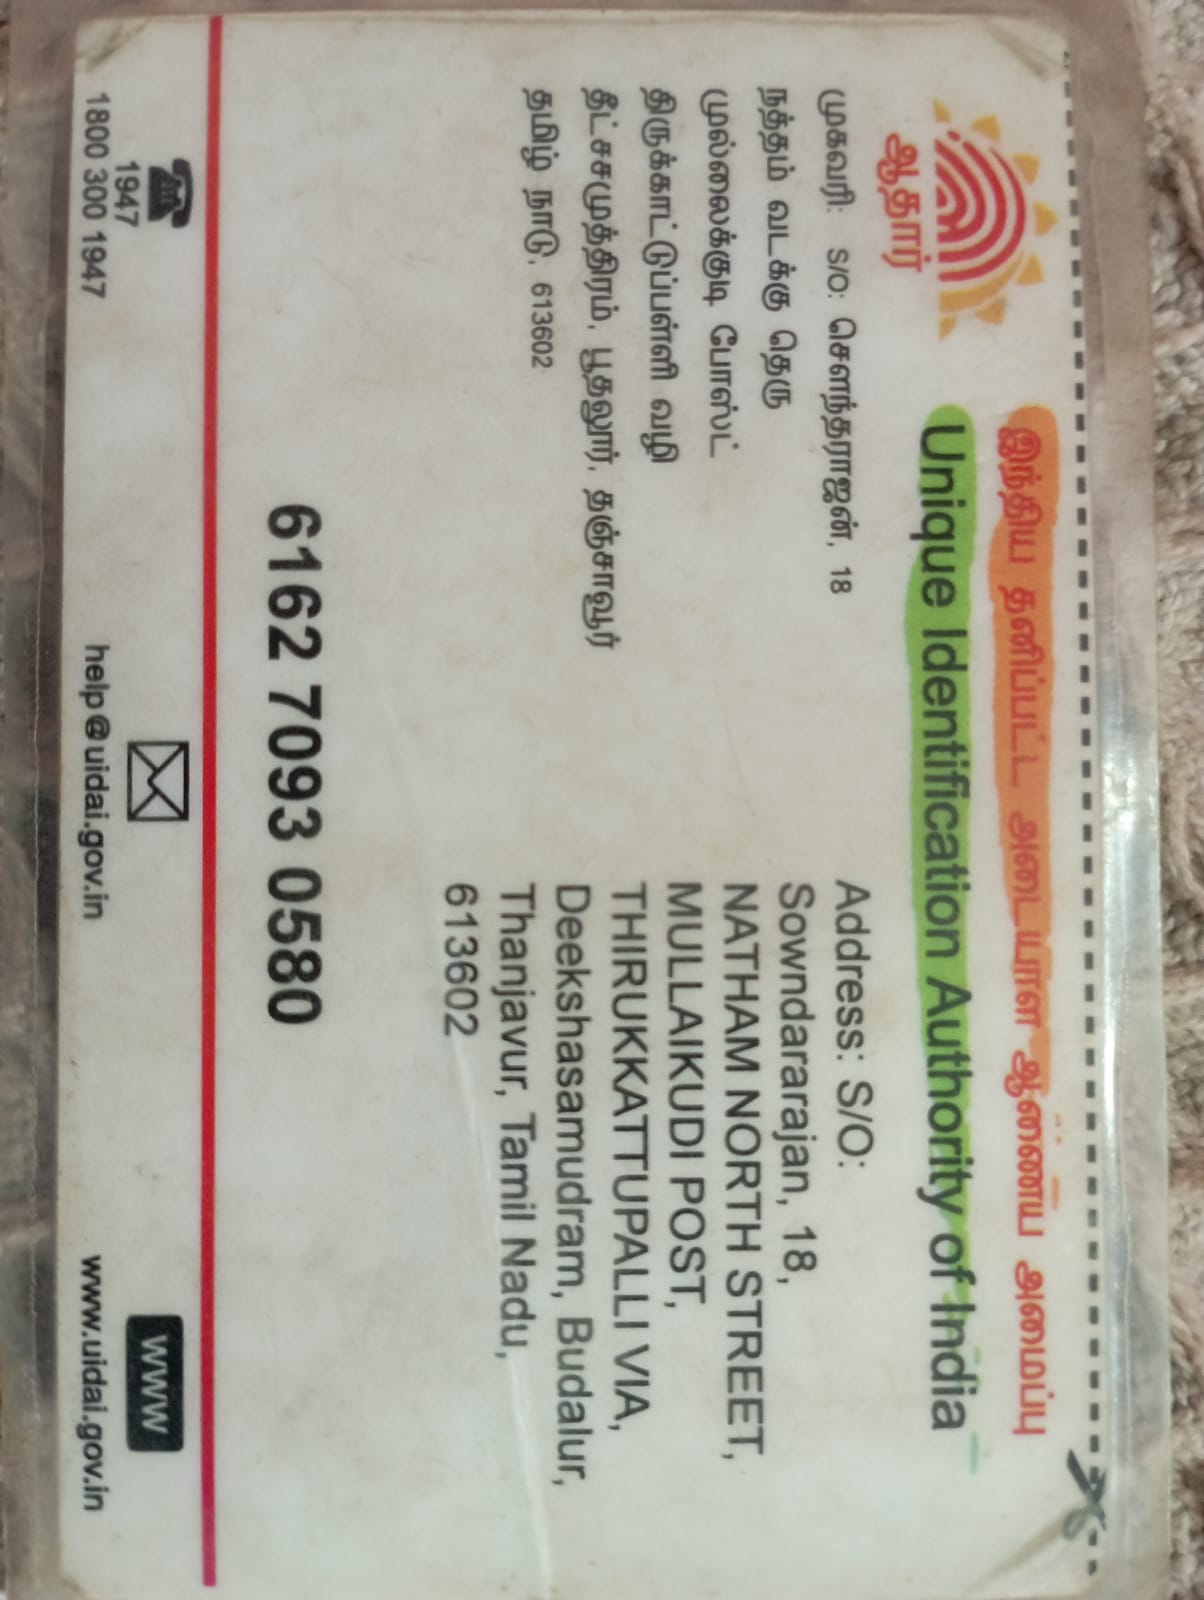 இந்திய தனிப்பட்ட அடையாள ஆணைய அமைப்பு
Unique Identification Authority of India
ஆதார்
முகவரி: S/O: சௌந்தராஜன், 18
நத்தம் வடக்கு தெரு
முல்லைக்குடி போஸ்ட்
திருக்காட்டுப்பள்ளி வழி
தீட்சசமுத்திரம், பூதலூர், தஞ்சாவூர்
தமிழ் நாடு, 613602
Address: S/O:
Sowndararajan, 18,
NATHAM NORTH STREET,
MULLAIKUDI POST,
THIRUKKATTUPALLI VIA,
Deekshasamudram, Budalur,
Thanjavur, Tamil Nadu,
613602
6162 7093 0580
1947
1800 300 1947
help@uidai.gov.in
WWW
www.uidai.gov.in